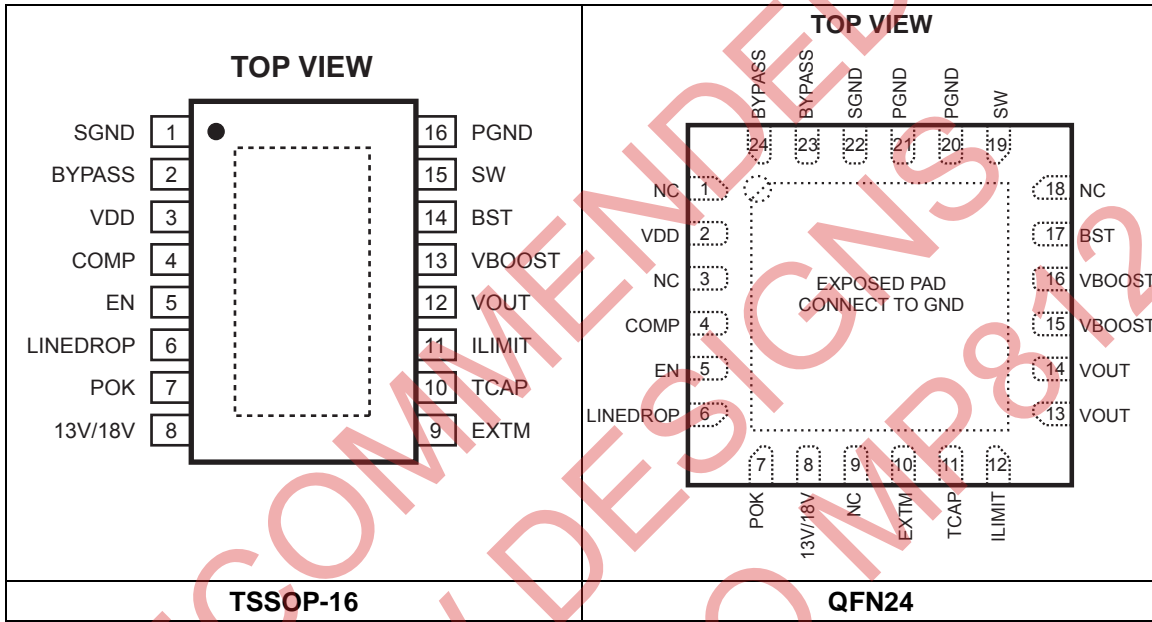 TOP VIEW
SGND 1
BYPASS 2
VDD 3
COMP 4
EN 5
LINEDROP 6
POK 7
13V/18V 8
16 PGND
15 SW
14 BST
13 VBOOST
12 VOUT
11 ILIMIT
10 TCAP
9 EXTM
TSSOP-16
TOP VIEW
BYPASS BYPASS SGND PGND PGND SW
24 23 22 21 20 19
NC 1
VDD 2
NC 3
COMP 4
EN 5
LINEDROP 6
18 NC
17 BST
16 VBOOST
15 VBOOST
14 VOUT
13 VOUT
EXPOSED PAD
CONNECT TO GND
7 8 9 10 11 12
POK 13V/18V NC EXTM TCAP ILIMIT
QFN24